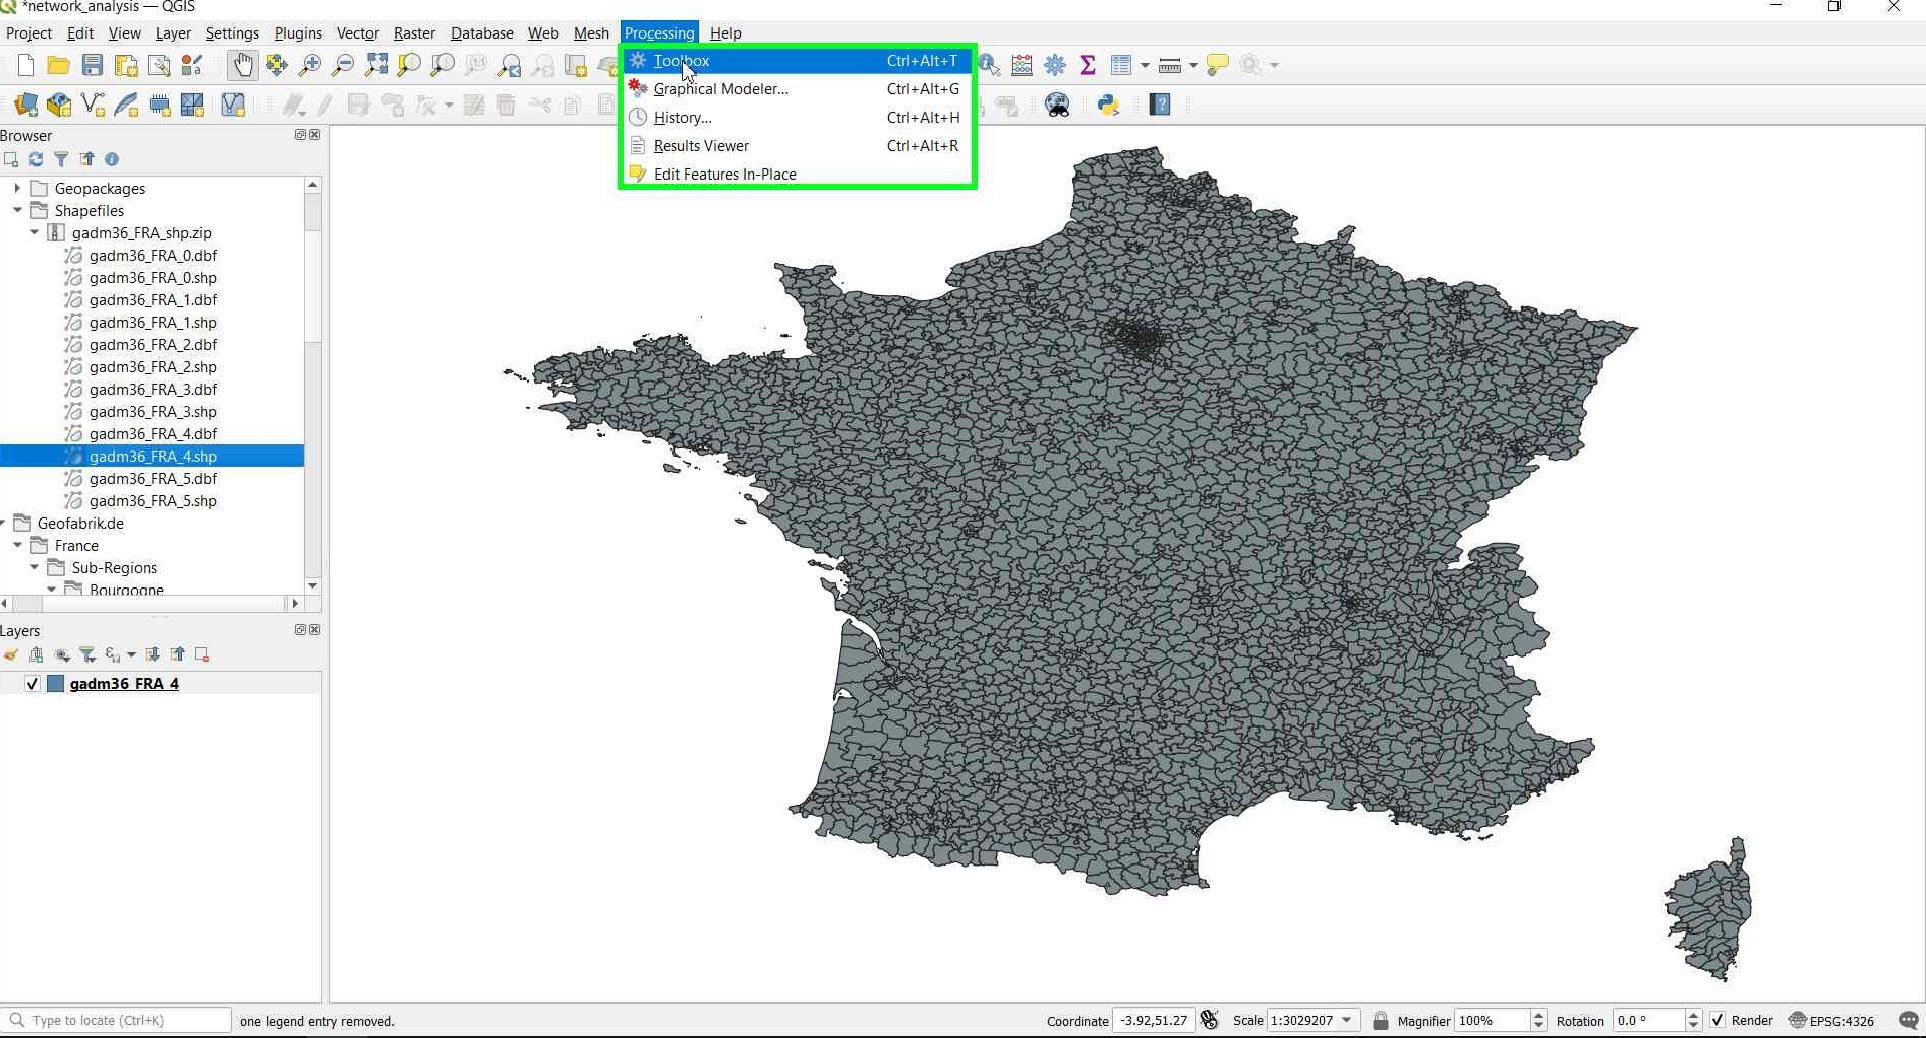 *network_analysis — QGIS
Project Edit View Layer Settings Plugins Vector Raster Database Web Mesh Processing Help
Toolbox Ctrl+Alt+T
Graphical Modeler... Ctrl+Alt+G
History... Ctrl+Alt+H
Results Viewer Ctrl+Alt+R
Edit Features In-Place
Browser
Geopackages
Shapefiles
gadm36_FRA_shp.zip
gadm36_FRA_0.dbf
gadm36_FRA_0.shp
gadm36_FRA_1.dbf
gadm36_FRA_1.shp
gadm36_FRA_2.dbf
gadm36_FRA_2.shp
gadm36_FRA_3.dbf
gadm36_FRA_3.shp
gadm36_FRA_4.dbf
gadm36_FRA_4.shp
gadm36_FRA_5.dbf
gadm36_FRA_5.shp
Geofabrik.de
France
Sub-Regions
Bourgogne
Layers
gadm36 FRA 4
Type to locate (Ctrl+K) one legend entry removed. Coordinate -3.92,51.27 Scale 1:3029207 Magnifier 100% Rotation 0.0 ° Render EPSG:4326